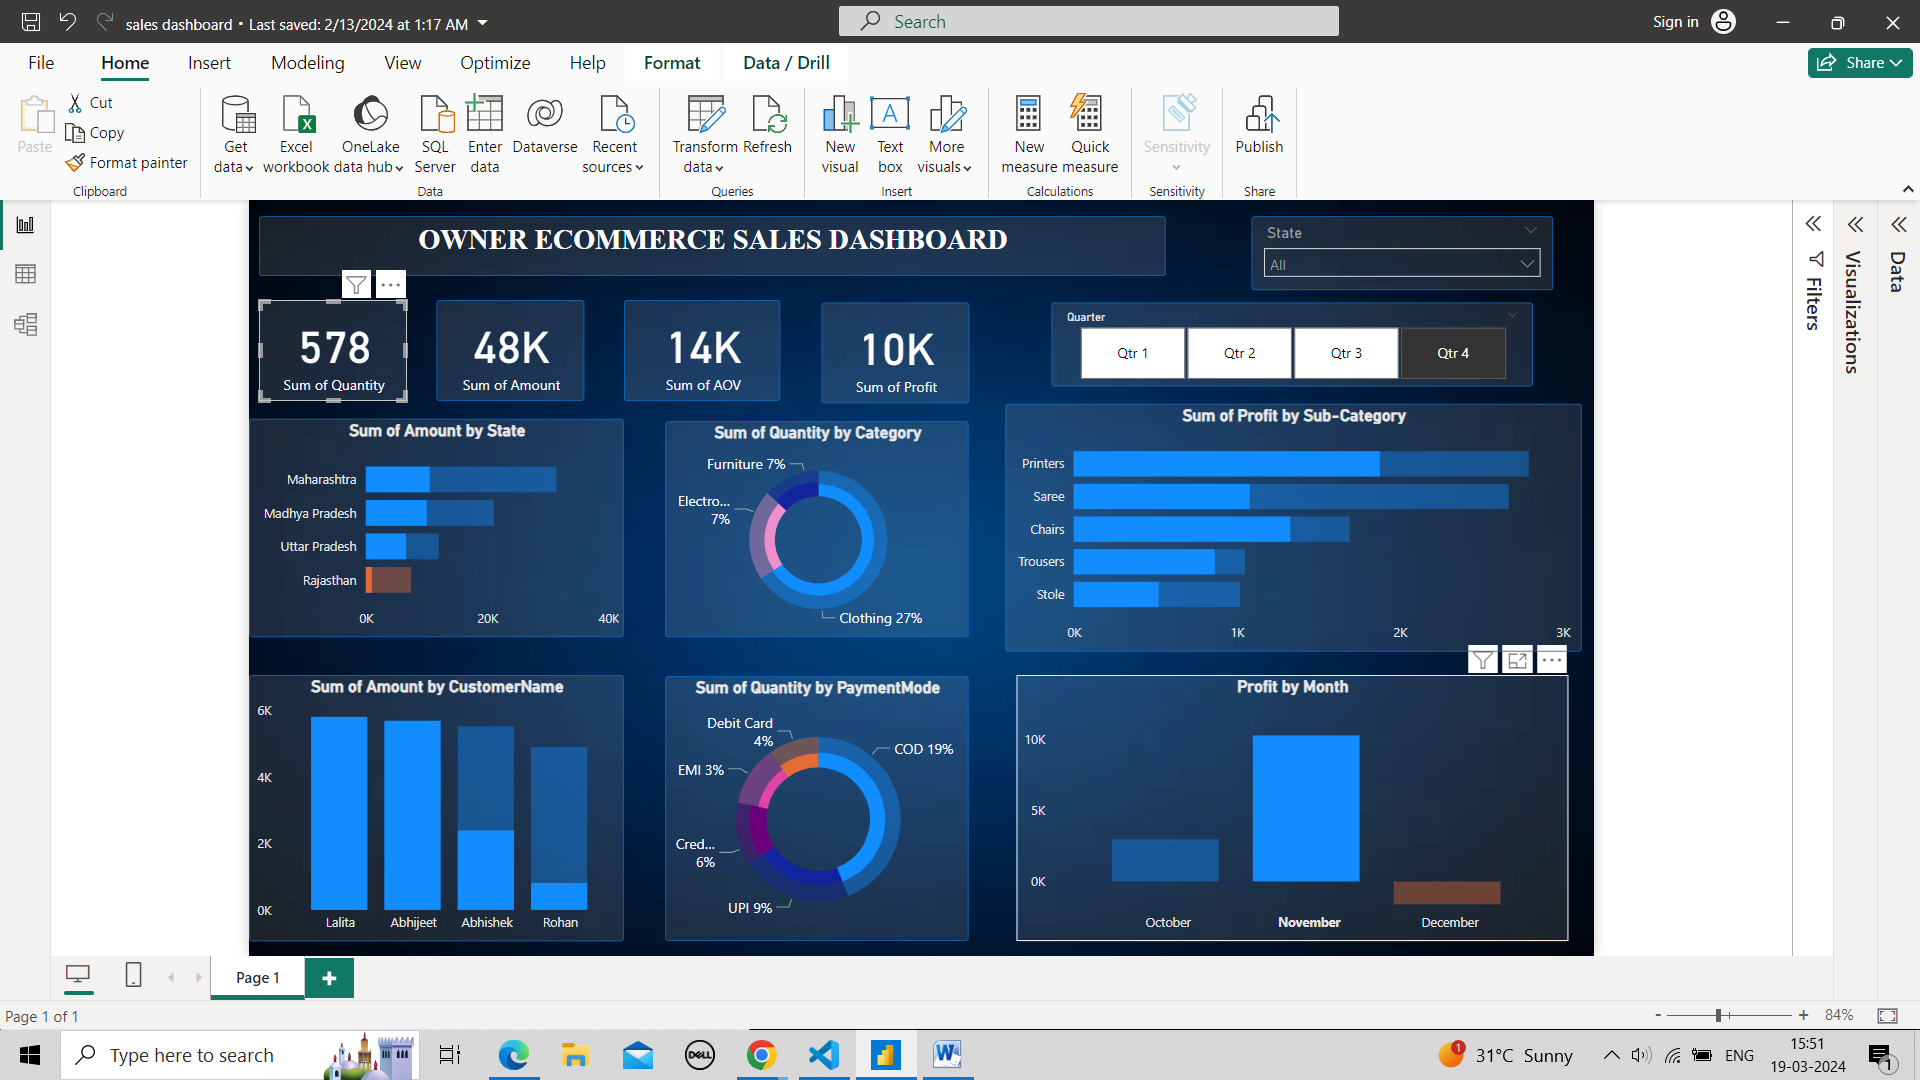 sales dashboard • Last saved: 2/13/2024 at 1:17 AM
Search
Sign in
File Home Insert Modeling View Optimize Help Format Data / Drill
Share
Paste
Cut
Copy
Format painter
Clipboard
Get data
Excel workbook
OneLake data hub
SQL Server
Enter data
Dataverse
Recent sources
Data
Transform data
Refresh
Queries
New visual
Text box
More visuals
Insert
New measure
Quick measure
Calculations
Sensitivity
Sensitivity
Publish
Share
OWNER ECOMMERCE SALES DASHBOARD
State
All
578
Sum of Quantity
48K
Sum of Amount
14K
Sum of AOV
10K
Sum of Profit
Quarter
Qtr 1 Qtr 2 Qtr 3 Qtr 4
Sum of Amount by State
Maharashtra
Madhya Pradesh
Uttar Pradesh
Rajasthan
0K 20K 40K
Sum of Quantity by Category
Furniture 7%
Electro...
7%
Clothing 27%
Sum of Profit by Sub-Category
Printers
Saree
Chairs
Trousers
Stole
0K 1K 2K 3K
Sum of Amount by CustomerName
6K
4K
2K
0K
Lalita Abhijeet Abhishek Rohan
Sum of Quantity by PaymentMode
Debit Card
4%
COD 19%
EMI 3%
Cred...
6%
UPI 9%
Profit by Month
10K
5K
0K
October November December
Filters
Visualizations
Data
Page 1
Page 1 of 1
- + 84%
Type here to search
DELL
W
1
31°C Sunny
ENG
15:51
19-03-2024
1